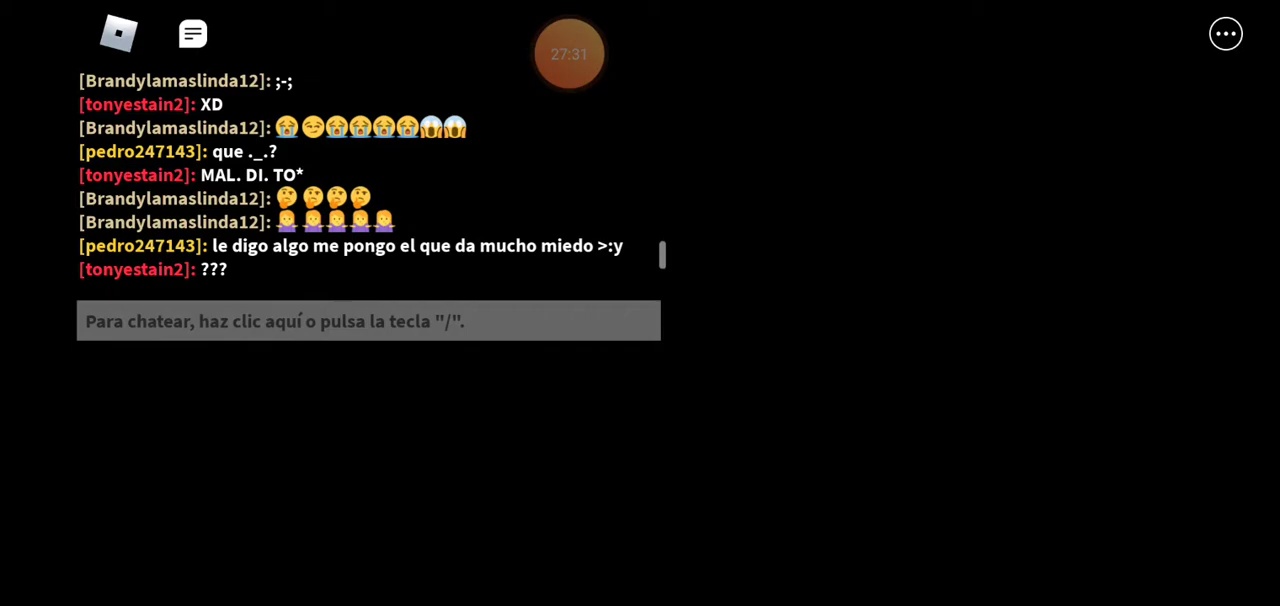 27:31
[Brandylamaslinda12]: ;-;
[tonyestain2]: XD
[Brandylamaslinda12]: 😭😏😭😭😭😭😱😱
[pedro247143]: que ._.?
[tonyestain2]: MAL. DI. TO*
[Brandylamaslinda12]: 🤔🤔🤔🤔
[Brandylamaslinda12]: 🤷‍♀️🤷‍♀️🤷‍♀️🤷‍♀️🤷‍♀️
[pedro247143]: le digo algo me pongo el que da mucho miedo >:y
[tonyestain2]: ???
Para chatear, haz clic aquí o pulsa la tecla "/".